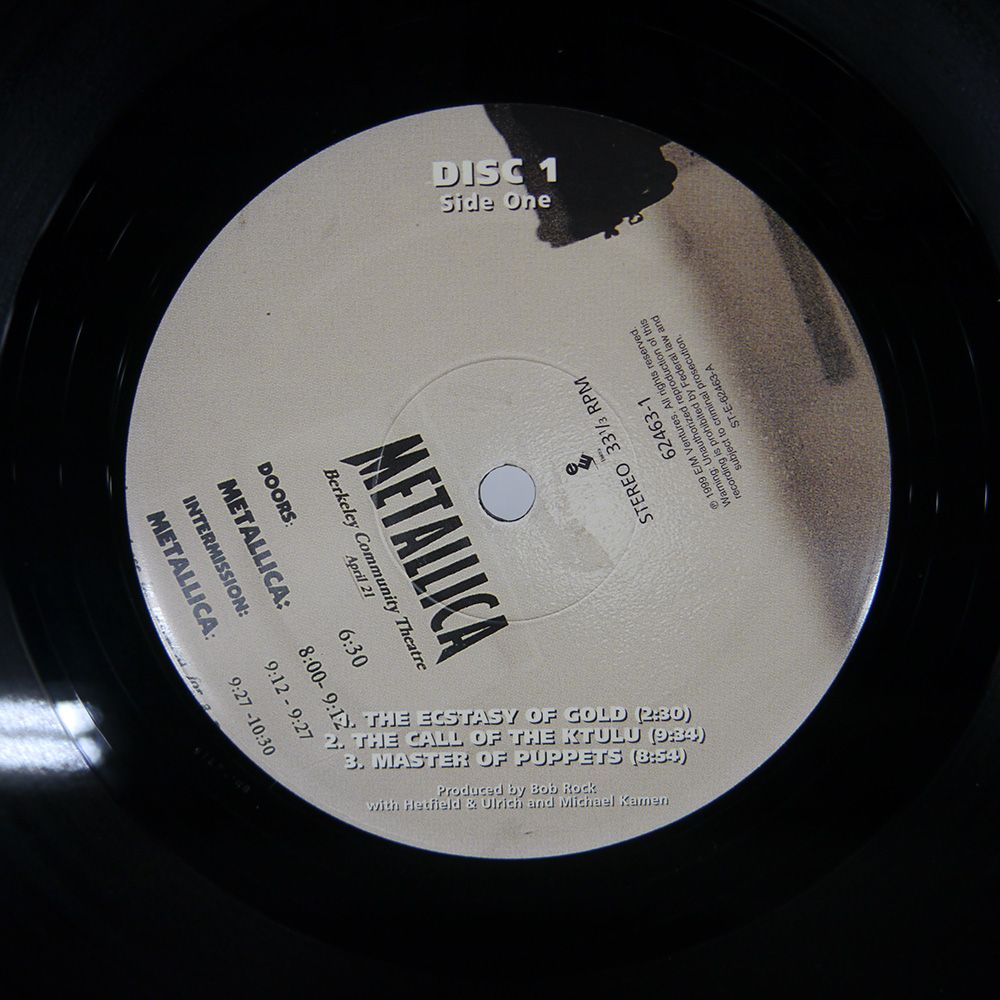 DISC 1
Side One
℗ 1999 E/M Ventures. All rights reserved.
Warning: Unauthorized reproduction of this
recording is prohibited by Federal law and
subject to criminal prosecution.
ST-E-62463-A
62463-1
STEREO 33 1/3 RPM
METALLICA
Berkeley Community Theatre
April 21
DOORS: 6:30
METALLICA: 8:00- 9:12
INTERMISSION: 9:12 - 9:27
METALLICA: 9:27 -10:30
1. THE ECSTASY OF GOLD (2:30)
2. THE CALL OF THE KTULU (9:34)
3. MASTER OF PUPPETS (8:54)
Produced by Bob Rock
with Hetfield & Ulrich and Michael Kamen